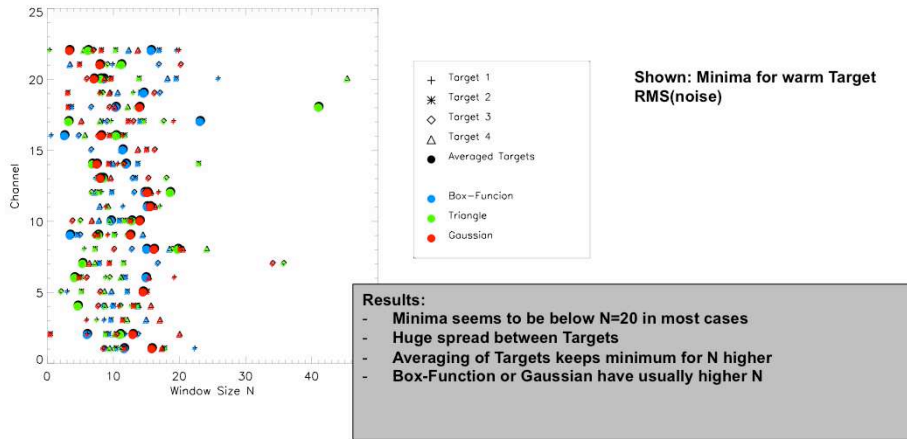 25
20
15
10
5
0
Channel
0 10 20 30 40
Window Size N
Target 1
Target 2
Target 3
Target 4
Averaged Targets
Box-Funcion
Triangle
Gaussian
Shown: Minima for warm Target
RMS(noise)
Results:
- Minima seems to be below N=20 in most cases
- Huge spread between Targets
- Averaging of Targets keeps minimum for N higher
- Box-Function or Gaussian have usually higher N